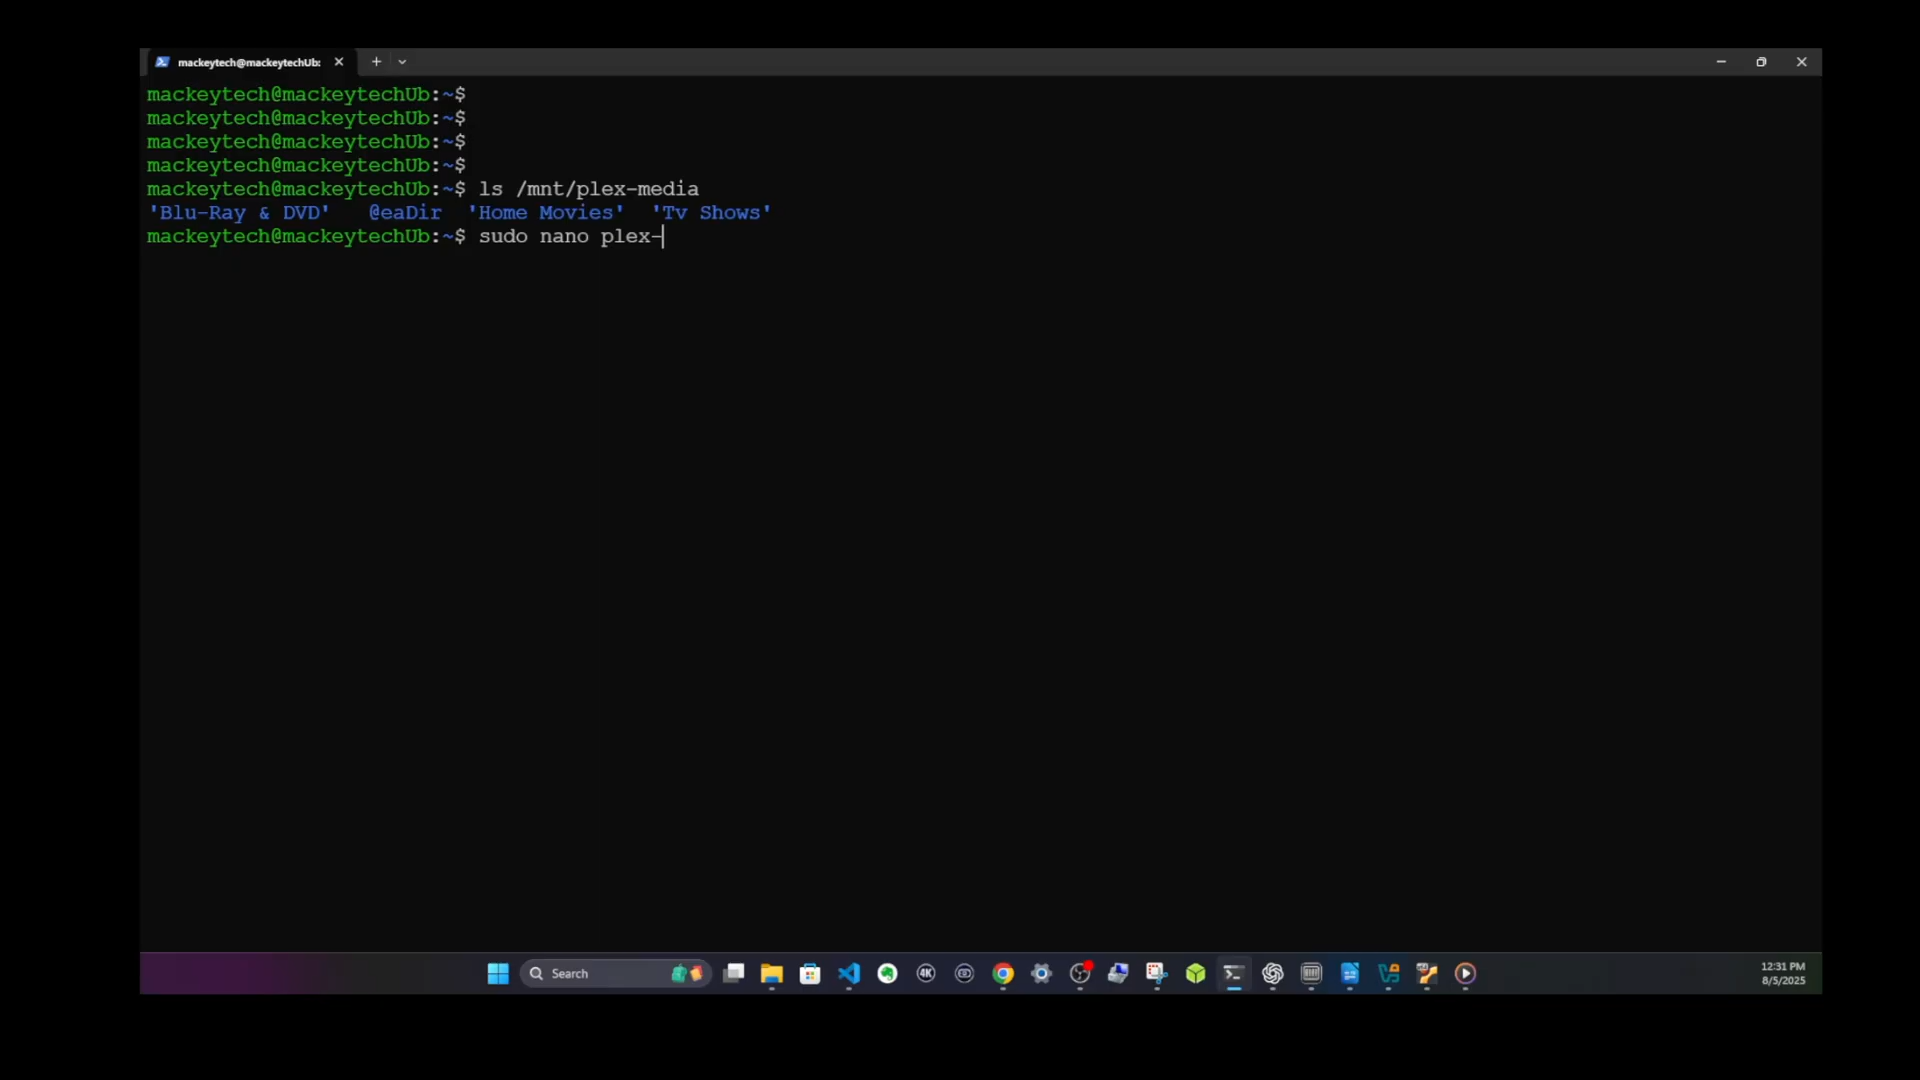 mackeytech@mackeytechUb:
mackeytech@mackeytechUb:~$
mackeytech@mackeytechUb:~$
mackeytech@mackeytechUb:~$
mackeytech@mackeytechUb:~$
mackeytech@mackeytechUb:~$ ls /mnt/plex-media
'Blu-Ray & DVD' @eaDir 'Home Movies' 'Tv Shows'
mackeytech@mackeytechUb:~$ sudo nano plex-
Search
4K
12:31 PM
8/5/2025